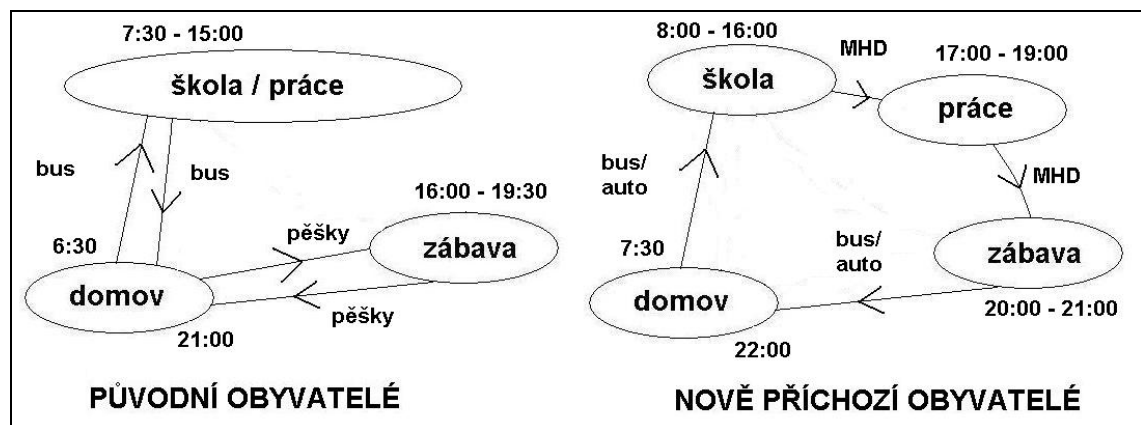 7:30 - 15:00
škola / práce
bus
bus
16:00 - 19:30
zábava
pěšky
6:30
domov
pěšky
21:00
PŮVODNÍ OBYVATELÉ
8:00 - 16:00
MHD
17:00 - 19:00
škola
práce
bus/
auto
MHD
7:30
bus/
auto
zábava
domov
20:00 - 21:00
22:00
NOVĚ PŘÍCHOZÍ OBYVATELÉ